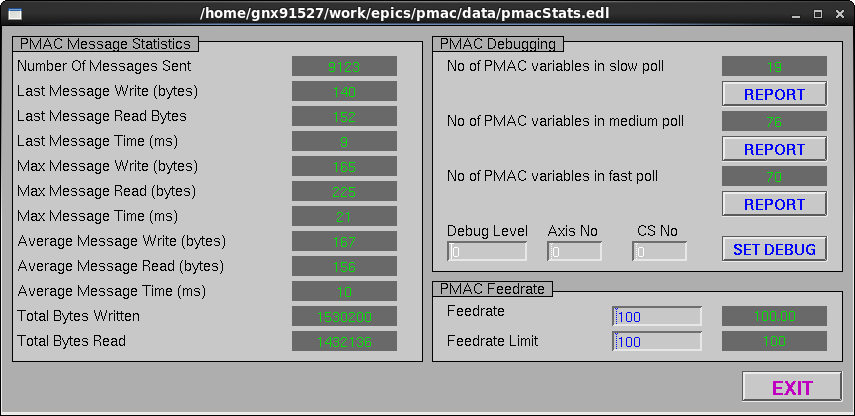 /home/gnx91527/work/epics/pmac/data/pmacStats.edl
PMAC Message Statistics
Number Of Messages Sent 9123
Last Message Write (bytes) 140
Last Message Read Bytes 152
Last Message Time (ms) 9
Max Message Write (bytes)
Max Message Read (bytes) 225
Max Message Time (ms) 21
Average Message Write (bytes) 167
Average Message Read (bytes) 156
Average Message Time (ms) 10
Total Bytes Written 1530200
Total Bytes Read 1432136
PMAC Debugging
No of PMAC variables in slow poll 19
REPORT
No of PMAC variables in medium poll 76
REPORT
No of PMAC variables in fast poll 70
REPORT
Debug Level Axis No CS No
0 0 0 SET DEBUG
PMAC Feedrate
Feedrate 100 100.00
Feedrate Limit 100 100
EXIT